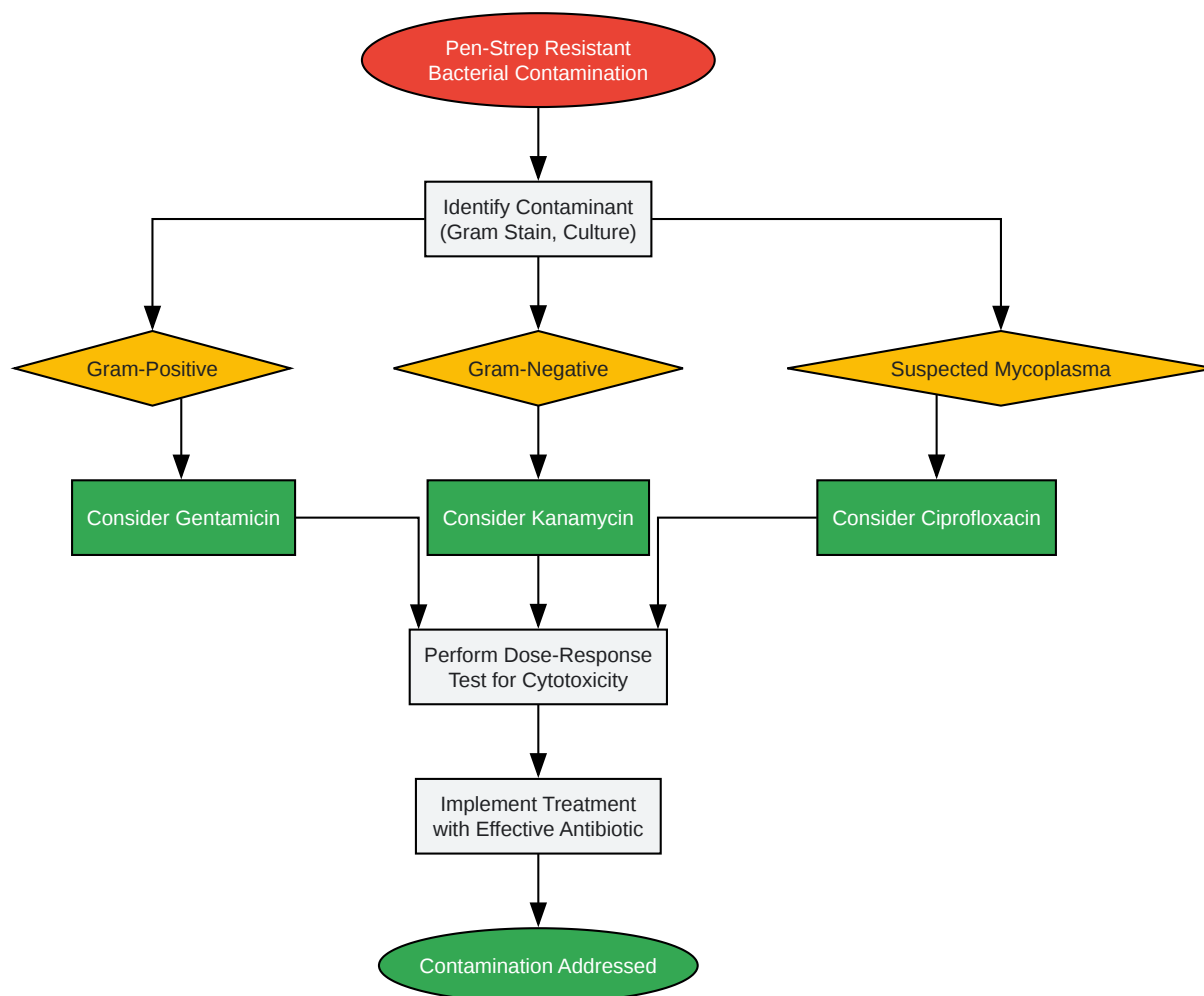 Pen-Strep Resistant
Bacterial Contamination
Identify Contaminant
(Gram Stain, Culture)
Gram-Positive
Gram-Negative
Suspected Mycoplasma
Consider Gentamicin
Consider Kanamycin
Consider Ciprofloxacin
Perform Dose-Response
Test for Cytotoxicity
Implement Treatment
with Effective Antibiotic
Contamination Addressed